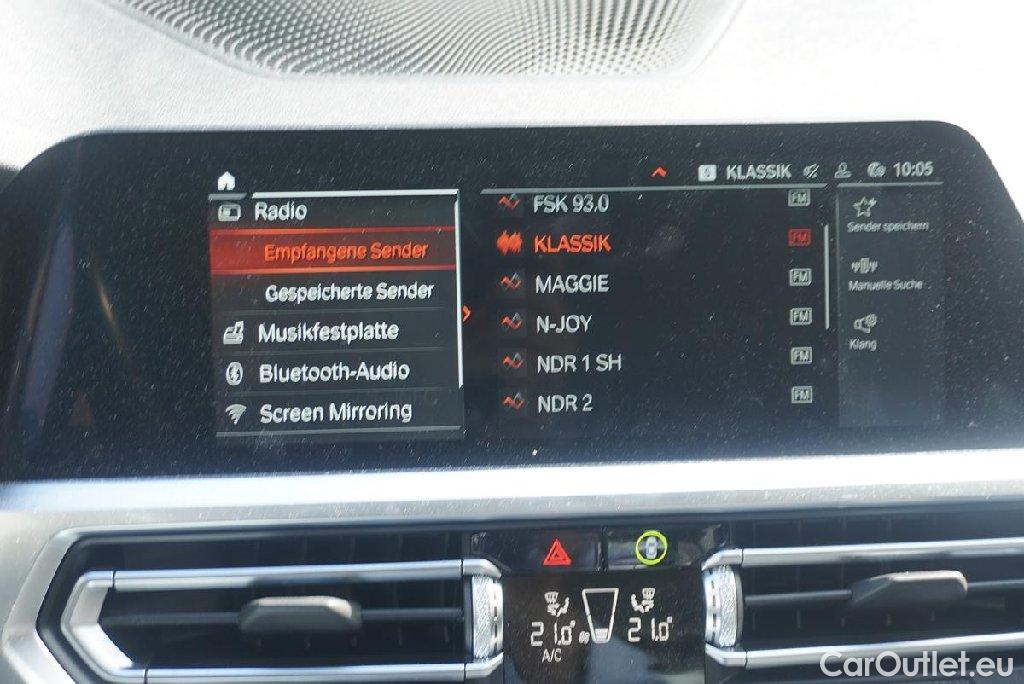 KLASSIK 10:05
Radio
Empfangene Sender
Gespeicherte Sender
Musikfestplatte
Bluetooth-Audio
Screen Mirroring
FSK 93.0 FM
KLASSIK FM
MAGGIE FM
N-JOY FM
NDR 1 SH FM
NDR 2 FM
Sender speichern
Manuelle Suche
Klang
21.0° 21.0°
A/C
CarOutlet.eu